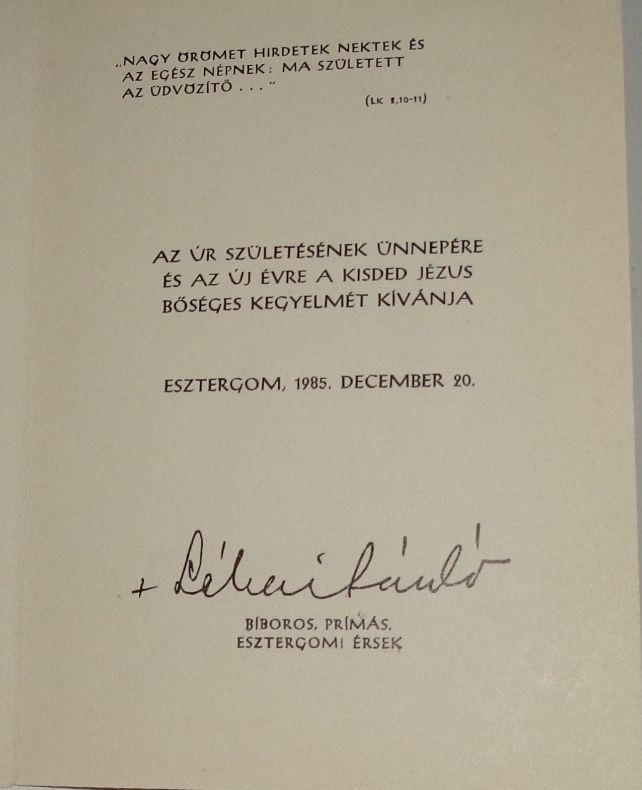 „NAGY ÖRÖMET HIRDETEK NEKTEK ÉS
AZ EGÉSZ NÉPNEK: MA SZÜLETETT
AZ ÜDVÖZÍTŐ . . .“
(LK 2,10-11)
AZ ÚR SZÜLETÉSÉNEK ÜNNEPÉRE
ÉS AZ ÚJ ÉVRE A KISDED JÉZUS
BŐSÉGES KEGYELMÉT KÍVÁNJA
ESZTERGOM, 1985. DECEMBER 20.
+ Lékai László
BÍBOROS, PRÍMÁS,
ESZTERGOMI ÉRSEK